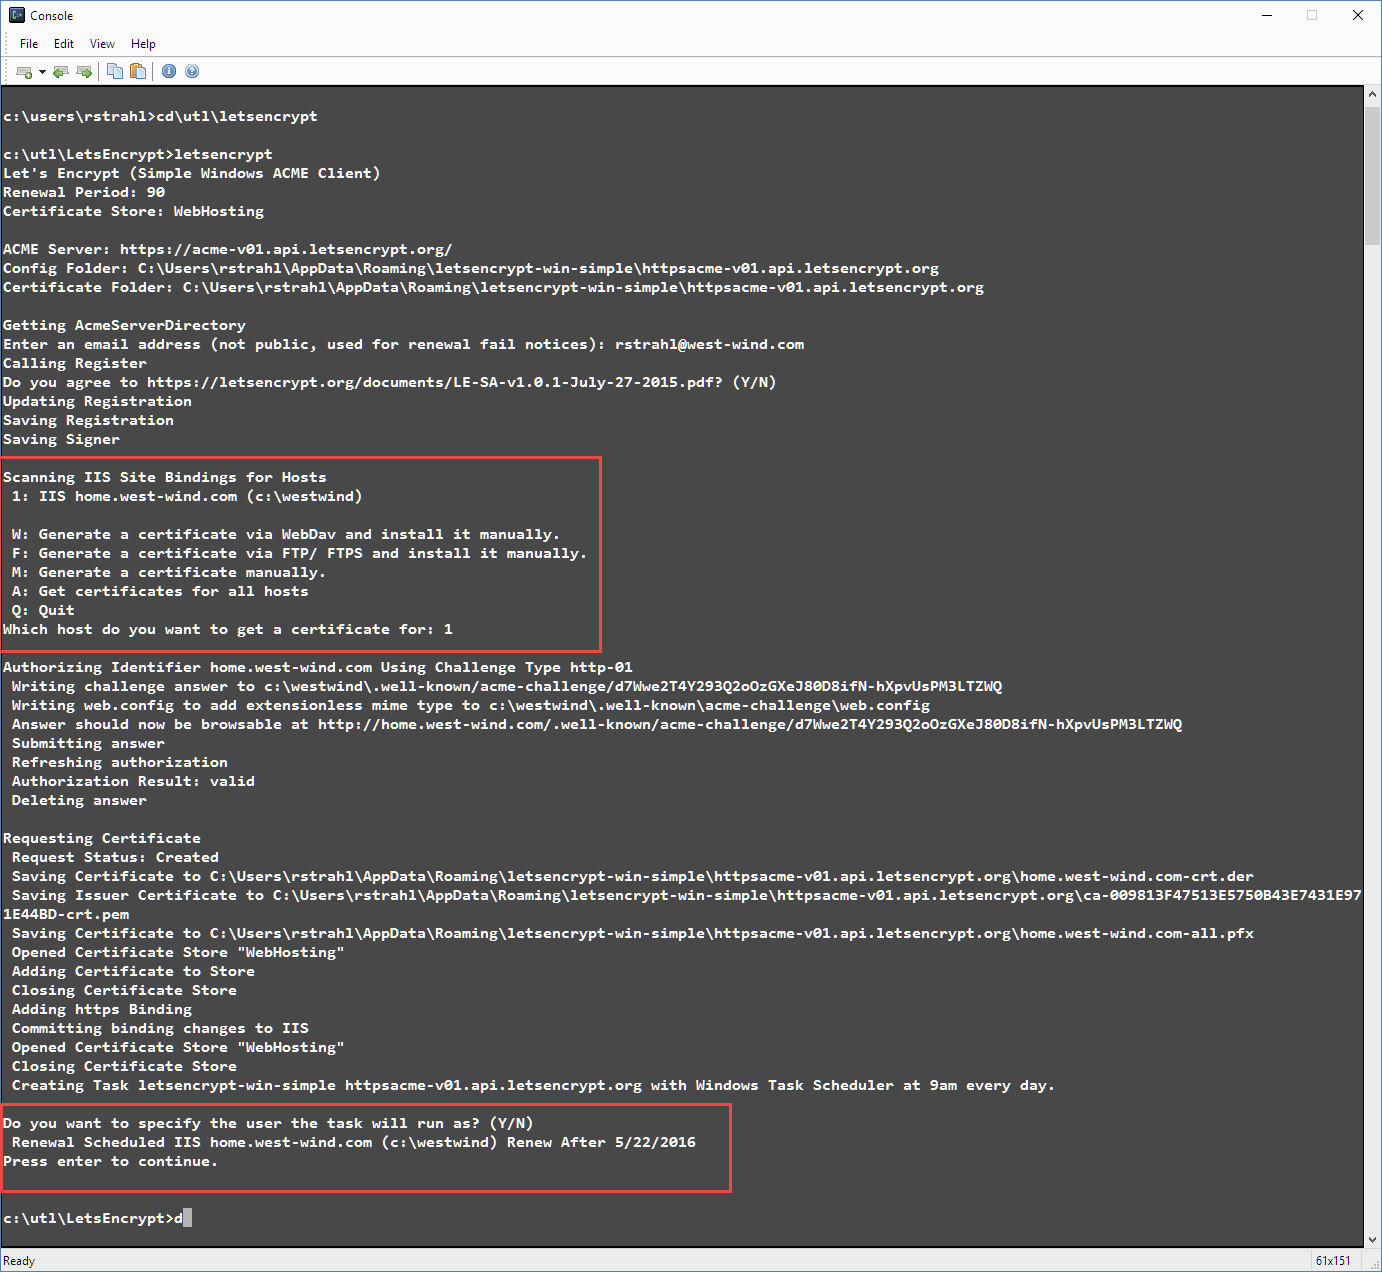 Console
File Edit View Help
c:\users\rstrahl>cd\utl\letsencrypt
c:\utl\LetsEncrypt>letsencrypt
Let's Encrypt (Simple Windows ACME Client)
Renewal Period: 90
Certificate Store: WebHosting
ACME Server: https://acme-v01.api.letsencrypt.org/
Config Folder: C:\Users\rstrahl\AppData\Roaming\letsencrypt-win-simple\httpsacme-v01.api.letsencrypt.org
Certificate Folder: C:\Users\rstrahl\AppData\Roaming\letsencrypt-win-simple\httpsacme-v01.api.letsencrypt.org
Getting AcmeServerDirectory
Enter an email address (not public, used for renewal fail notices): rstrahl@west-wind.com
Calling Register
Do you agree to https://letsencrypt.org/documents/LE-SA-v1.0.1-July-27-2015.pdf? (Y/N)
Updating Registration
Saving Registration
Saving Signer
Scanning IIS Site Bindings for Hosts
1: IIS home.west-wind.com (c:\westwind)
W: Generate a certificate via WebDav and install it manually.
F: Generate a certificate via FTP/ FTPS and install it manually.
M: Generate a certificate manually.
A: Get certificates for all hosts
Q: Quit
Which host do you want to get a certificate for: 1
Authorizing Identifier home.west-wind.com Using Challenge Type http-01
Writing challenge answer to c:\westwind\.well-known/acme-challenge/d7Wwe2T4Y293Q2oOzGXeJ80D8ifN-hXpvUsPM3LTZWQ
Writing web.config to add extensionless mime type to c:\westwind\.well-known\acme-challenge\web.config
Answer should now be browsable at http://home.west-wind.com/.well-known/acme-challenge/d7Wwe2T4Y293Q2oOzGXeJ80D8ifN-hXpvUsPM3LTZWQ
Submitting answer
Refreshing authorization
Authorization Result: valid
Deleting answer
Requesting Certificate
Request Status: Created
Saving Certificate to C:\Users\rstrahl\AppData\Roaming\letsencrypt-win-simple\httpsacme-v01.api.letsencrypt.org\home.west-wind.com-crt.der
Saving Issuer Certificate to C:\Users\rstrahl\AppData\Roaming\letsencrypt-win-simple\httpsacme-v01.api.letsencrypt.org\ca-009813F47513E5750B43E7431E97
1E44BD-crt.pem
Saving Certificate to C:\Users\rstrahl\AppData\Roaming\letsencrypt-win-simple\httpsacme-v01.api.letsencrypt.org\home.west-wind.com-all.pfx
Opened Certificate Store "WebHosting"
Adding Certificate to Store
Closing Certificate Store
Adding https Binding
Committing binding changes to IIS
Opened Certificate Store "WebHosting"
Closing Certificate Store
Creating Task letsencrypt-win-simple httpsacme-v01.api.letsencrypt.org with Windows Task Scheduler at 9am every day.
Do you want to specify the user the task will run as? (Y/N)
Renewal Scheduled IIS home.west-wind.com (c:\westwind) Renew After 5/22/2016
Press enter to continue.
c:\utl\LetsEncrypt>d
Ready 61x151